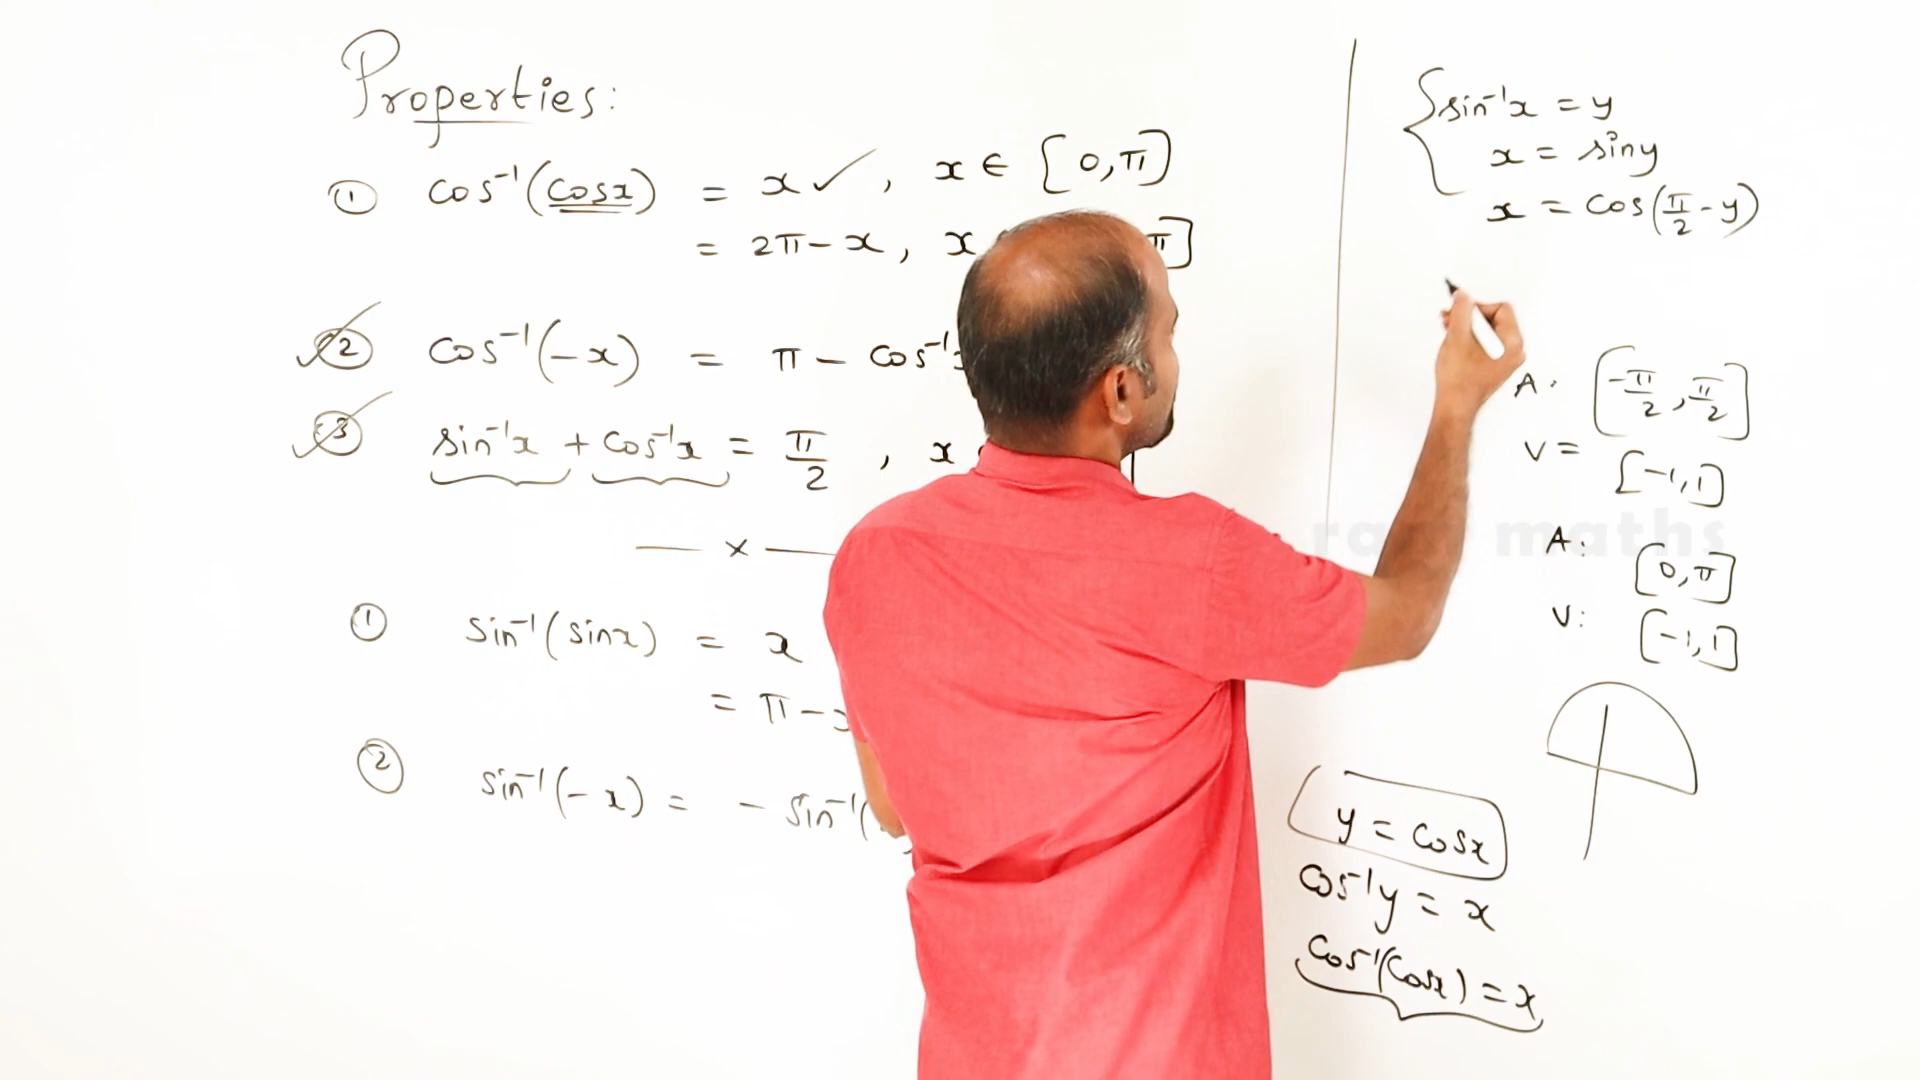 Properties:
① cos⁻¹(cosx) = x ✓, x ∈ [0,π]
= 2π - x, x π]
② cos⁻¹(-x) = π - cos⁻¹
③ sin⁻¹x + cos⁻¹x = π/2, x
x
① sin⁻¹(sinx) = x
= π -
② sin⁻¹(-x) = - sin⁻¹(
sin⁻¹x = y
x = siny
x = cos(π/2 - y)
A: [-π/2, π/2]
V = [-1,1]
ram maths
A: [0,π]
V: [-1,1]
y = cosx
cos⁻¹y = x
cos⁻¹(cosx) = x